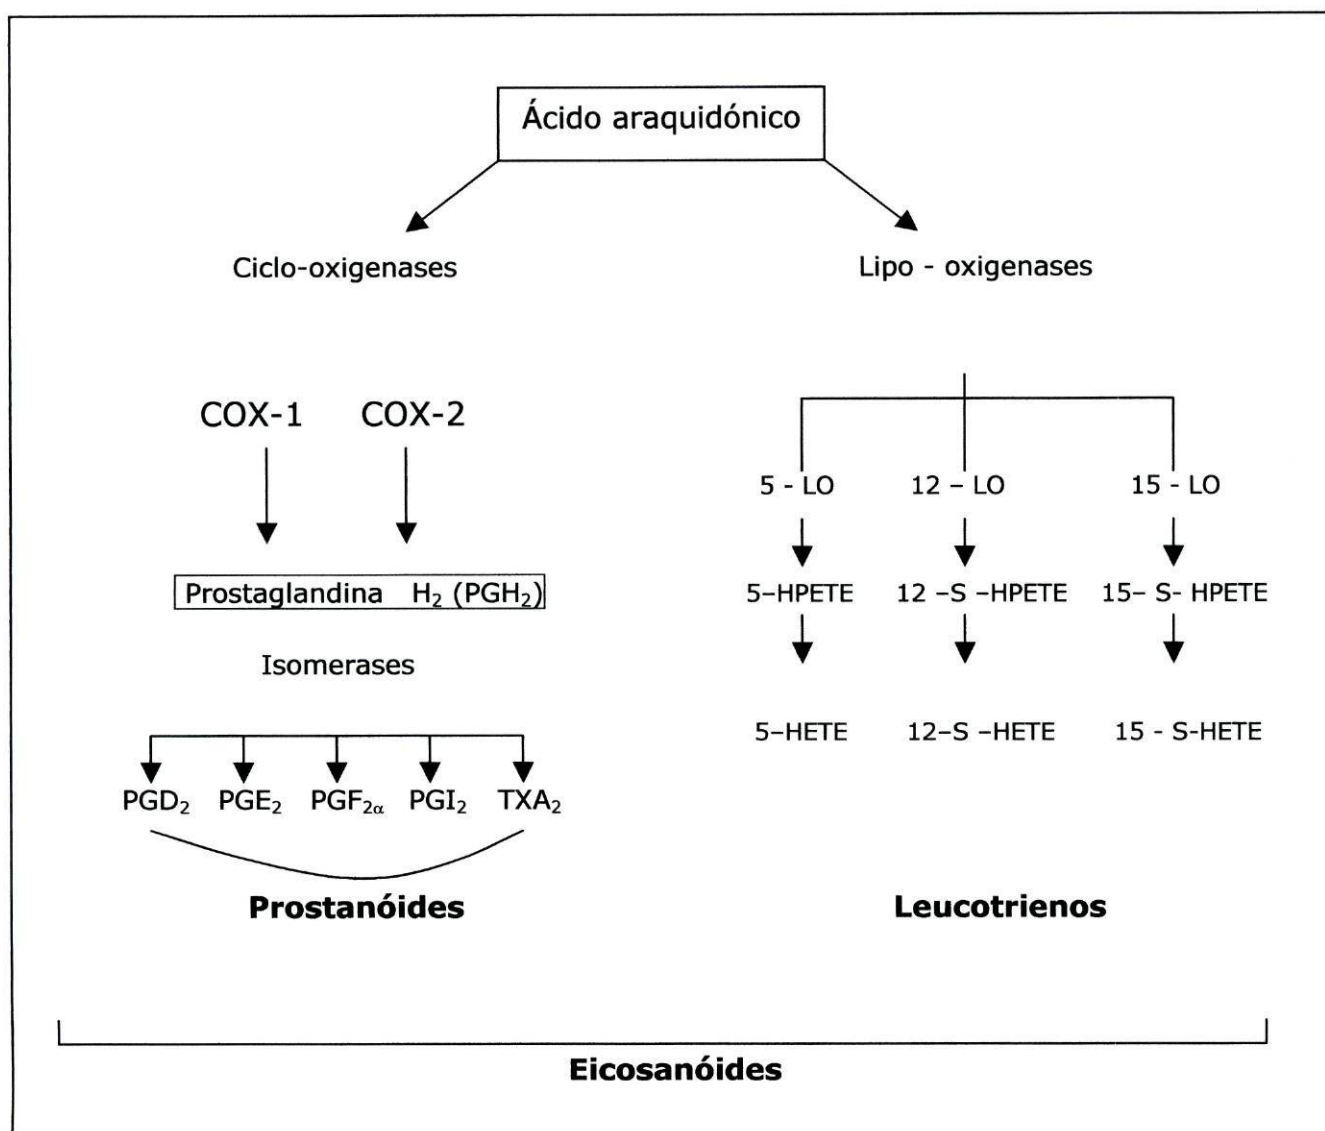 Ácido araquidónico
Ciclo-oxigenases
Lipo - oxigenases
COX-1 COX-2
5 - LO 12 – LO 15 - LO
Prostaglandina H₂ (PGH₂)
5–HPETE 12 –S –HPETE 15– S- HPETE
Isomerases
5–HETE 12–S –HETE 15 - S-HETE
PGD₂ PGE₂ PGF₂α PGI₂ TXA₂
Prostanóides
Leucotrienos
Eicosanóides